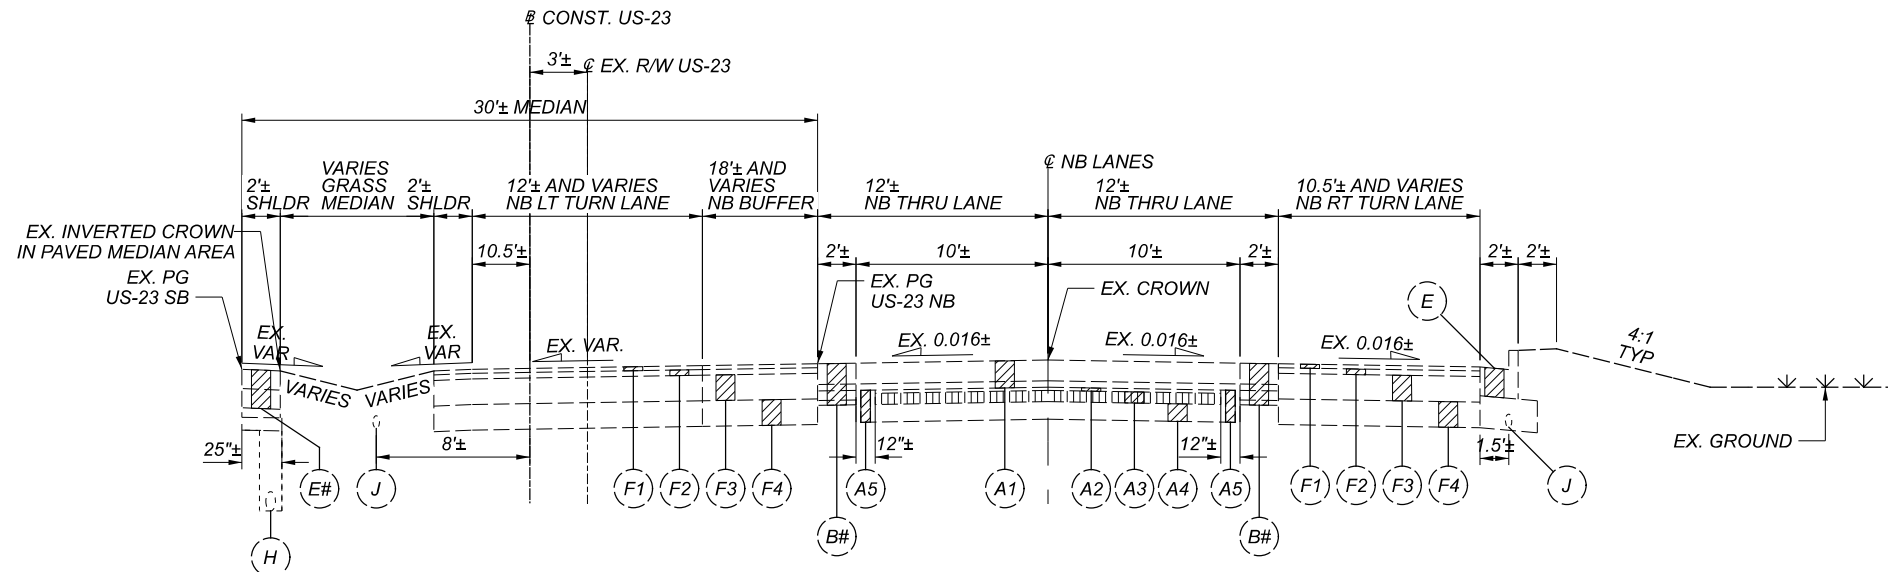 ℄ CONST. US-23
3'±
℄ EX. R/W US-23
30'± MEDIAN
2'±
SHLDR
VARIES
GRASS
MEDIAN
2'±
SHLDR
12'± AND VARIES
NB LT TURN LANE
18'± AND
VARIES
NB BUFFER
12'±
NB THRU LANE
℄ NB LANES
12'±
NB THRU LANE
10.5'± AND VARIES
NB RT TURN LANE
EX. INVERTED CROWN
IN PAVED MEDIAN AREA
EX. PG
US-23 SB
10.5'±
2'±
10'±
10'±
2'±
2'±
2'±
EX. PG
US-23 NB
EX. CROWN
E
EX.
VAR
EX.
VAR
EX. VAR.
EX. 0.016±
EX. 0.016±
EX. 0.016±
4:1
TYP
VARIES
VARIES
EX. GROUND
25"±
8'±
12"±
12"±
1.5'±
E#
J
F1
F2
F3
F4
A5
A1
A2
A3
A4
A5
F1
F2
F3
F4
J
B#
B#
H